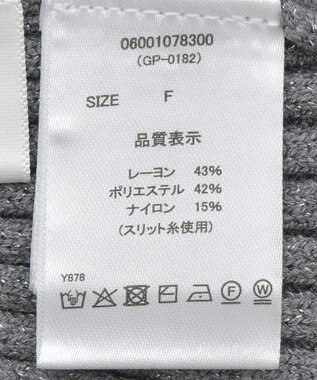 06001078300
(GP-0182)
SIZE F
品質表示
レーヨン 43%
ポリエステル 42%
ナイロン 15%
(スリット糸使用)
Y878
F W